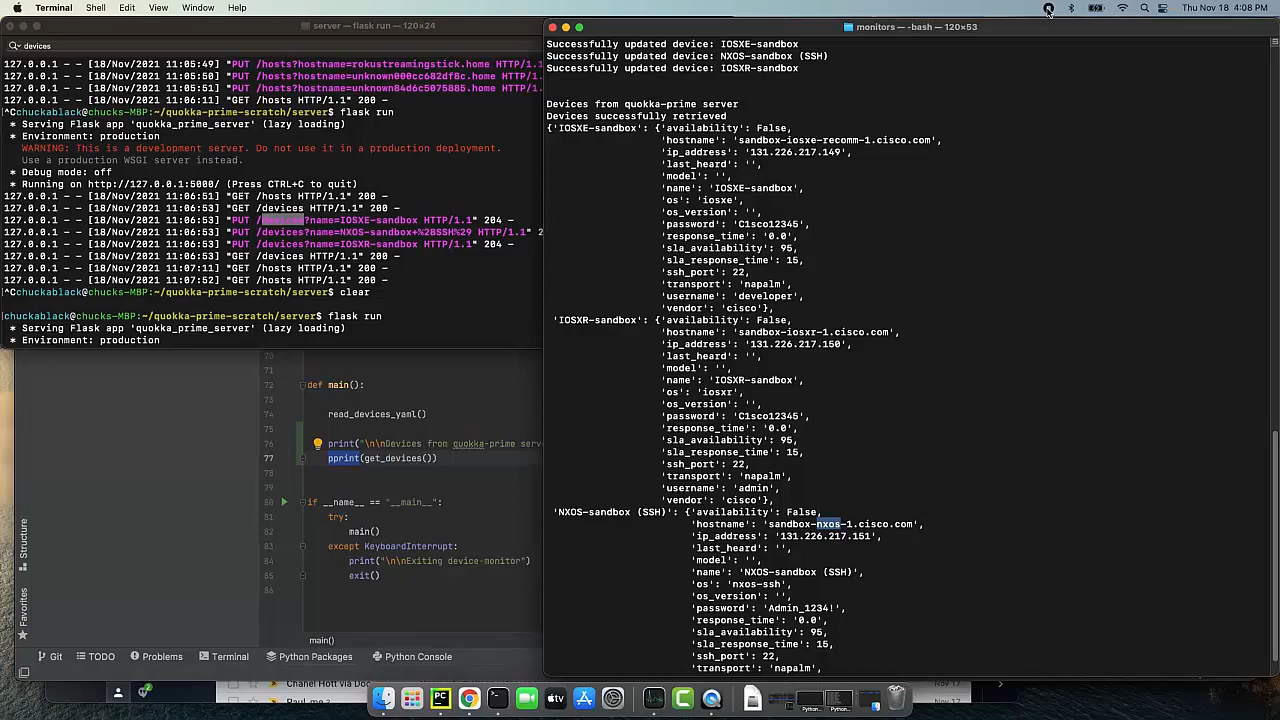 Terminal Shell Edit View Window Help Thu Nov 18 4:08 PM
server — flask run — 120×24
devices
127.0.0.1 - - [18/Nov/2021 11:05:49] "PUT /hosts?hostname=rokustreamingstick.home HTTP/1.1
127.0.0.1 - - [18/Nov/2021 11:05:50] "PUT /hosts?hostname=unknown000cc682df8c.home HTTP/1.
127.0.0.1 - - [18/Nov/2021 11:05:51] "PUT /hosts?hostname=unknown84d6c5075885.home HTTP/1.
127.0.0.1 - - [18/Nov/2021 11:06:11] "GET /hosts HTTP/1.1" 200 -
^Cchuckablack@chucks-MBP:~/quokka-prime-scratch/server$ flask run
* Serving Flask app 'quokka_prime_server' (lazy loading)
* Environment: production
WARNING: This is a development server. Do not use it in a production deployment.
Use a production WSGI server instead.
* Debug mode: off
* Running on http://127.0.0.1:5000/ (Press CTRL+C to quit)
127.0.0.1 - - [18/Nov/2021 11:06:51] "GET /hosts HTTP/1.1" 200 -
127.0.0.1 - - [18/Nov/2021 11:06:53] "GET /devices HTTP/1.1" 200 -
127.0.0.1 - - [18/Nov/2021 11:06:53] "PUT /devices?name=IOSXE-sandbox HTTP/1.1" 204 -
127.0.0.1 - - [18/Nov/2021 11:06:53] "PUT /devices?name=NXOS-sandbox+%28SSH%29 HTTP/1.1" 2
127.0.0.1 - - [18/Nov/2021 11:06:53] "PUT /devices?name=IOSXR-sandbox HTTP/1.1" 204 -
127.0.0.1 - - [18/Nov/2021 11:06:53] "GET /devices HTTP/1.1" 200 -
127.0.0.1 - - [18/Nov/2021 11:07:11] "GET /hosts HTTP/1.1" 200 -
127.0.0.1 - - [18/Nov/2021 11:07:52] "GET /hosts HTTP/1.1" 200 -
^Cchuckablack@chucks-MBP:~/quokka-prime-scratch/server$ clear
chuckablack@chucks-MBP:~/quokka-prime-scratch/server$ flask run
* Serving Flask app 'quokka_prime_server' (lazy loading)
* Environment: production
70
71
72 def main():
73
74 read_devices_yaml()
75
76 print("\n\nDevices from quokka-prime serv
77 pprint(get_devices())
78
79
80 if __name__ == "__main__":
81 try:
82 main()
83 except KeyboardInterrupt:
84 print("\n\nExiting device-monitor")
85 exit()
86
main()
Structure
Favorites
Git TODO Problems Terminal Python Packages Python Console
monitors — -bash — 120×53
Successfully updated device: IOSXE-sandbox
Successfully updated device: NXOS-sandbox (SSH)
Successfully updated device: IOSXR-sandbox
Devices from quokka-prime server
Devices successfully retrieved
{'IOSXE-sandbox': {'availability': False,
'hostname': 'sandbox-iosxe-recomm-1.cisco.com',
'ip_address': '131.226.217.149',
'last_heard': '',
'model': '',
'name': 'IOSXE-sandbox',
'os': 'iosxe',
'os_version': '',
'password': 'C1sco12345',
'response_time': '0.0',
'sla_availability': 95,
'sla_response_time': 15,
'ssh_port': 22,
'transport': 'napalm',
'username': 'developer',
'vendor': 'cisco'},
'IOSXR-sandbox': {'availability': False,
'hostname': 'sandbox-iosxr-1.cisco.com',
'ip_address': '131.226.217.150',
'last_heard': '',
'model': '',
'name': 'IOSXR-sandbox',
'os': 'iosxr',
'os_version': '',
'password': 'C1sco12345',
'response_time': '0.0',
'sla_availability': 95,
'sla_response_time': 15,
'ssh_port': 22,
'transport': 'napalm',
'username': 'admin',
'vendor': 'cisco'},
'NXOS-sandbox (SSH)': {'availability': False,
'hostname': 'sandbox-nxos-1.cisco.com',
'ip_address': '131.226.217.151',
'last_heard': '',
'model': '',
'name': 'NXOS-sandbox (SSH)',
'os': 'nxos-ssh',
'os_version': '',
'password': 'Admin_1234!',
'response_time': '0.0',
'sla_availability': 95,
'sla_response_time': 15,
'ssh_port': 22,
'transport': 'napalm',